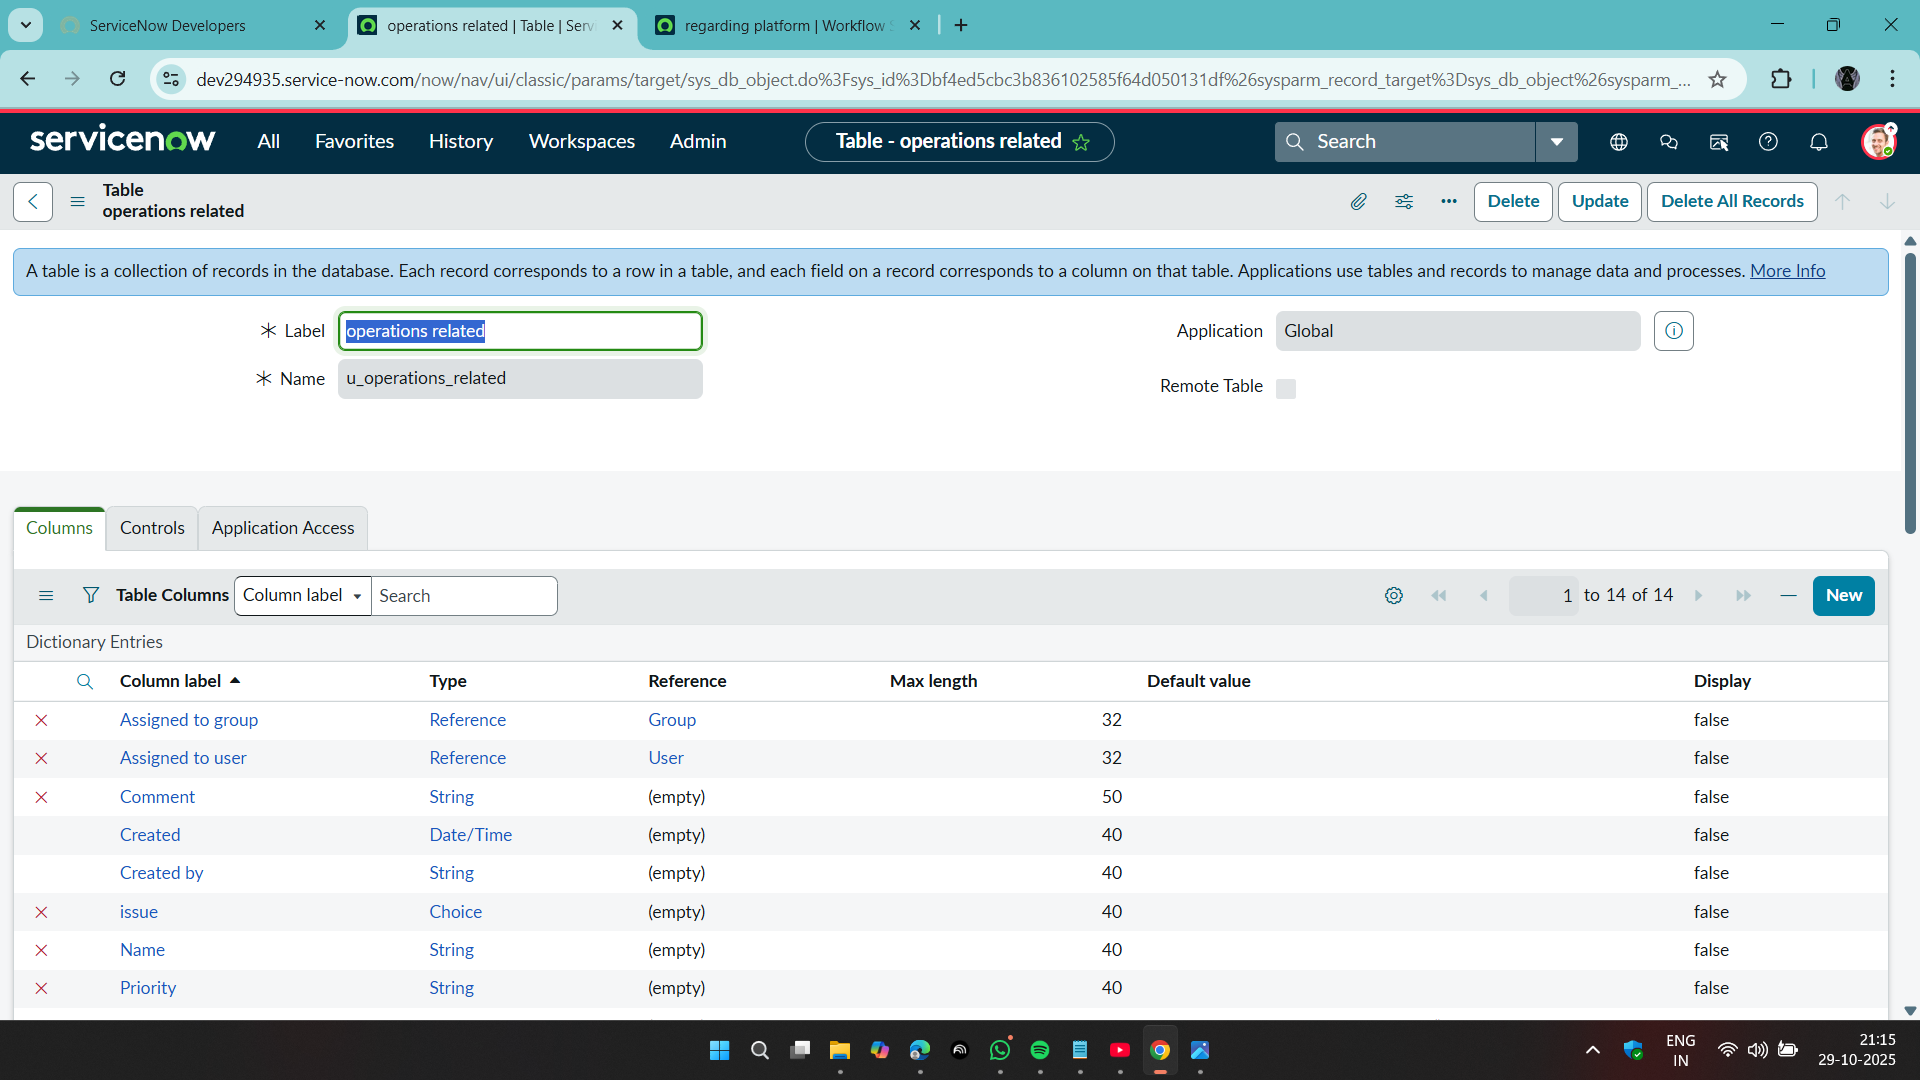 ServiceNow Developers
operations related | Table | Serv
regarding platform | Workflow S
dev294935.service-now.com/now/nav/ui/classic/params/target/sys_db_object.do%3Fsys_id%3Dbf4ed5cbc3b836102585f64d050131df%26sysparm_record_target%3Dsys_db_object%26sysparm_...
servicenow All Favorites History Workspaces Admin Table - operations related Search
Table
operations related
Delete Update Delete All Records
A table is a collection of records in the database. Each record corresponds to a row in a table, and each field on a record corresponds to a column on that table. Applications use tables and records to manage data and processes. More Info
Label operations related Application Global
Name u_operations_related Remote Table
Columns Controls Application Access
Table Columns Column label Search 1 to 14 of 14 New
Dictionary Entries
Column label Type Reference Max length Default value Display
Assigned to group Reference Group 32 false
Assigned to user Reference User 32 false
Comment String (empty) 50 false
Created Date/Time (empty) 40 false
Created by String (empty) 40 false
issue Choice (empty) 40 false
Name String (empty) 40 false
Priority String (empty) 40 false
ENG
IN
21:15
29-10-2025